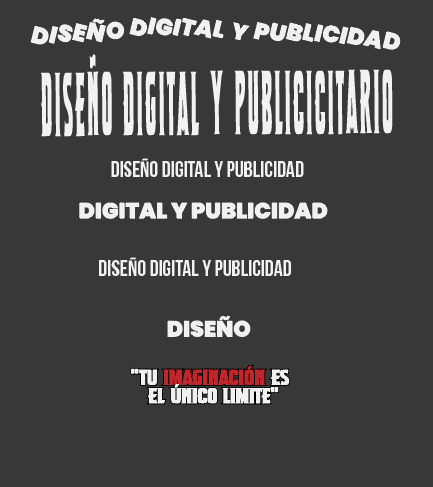 DISEÑO DIGITAL Y PUBLICIDAD
DISEÑO DIGITAL Y PUBLICICITARIO
DISEÑO DIGITAL Y PUBLICIDAD
DIGITAL Y PUBLICIDAD
DISEÑO DIGITAL Y PUBLICIDAD
DISEÑO
"TU IMAGINACIÓN ES
EL ÚNICO LIMITE"